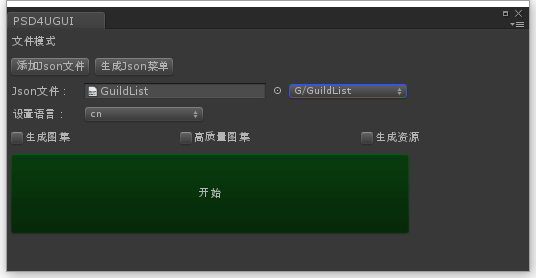 PSD4UGUI
文件模式
添加Json文件 生成Json菜单
Json文件： GuildList G/GuildList
设置语言： cn
生成图集 高质量图集 生成资源
开始